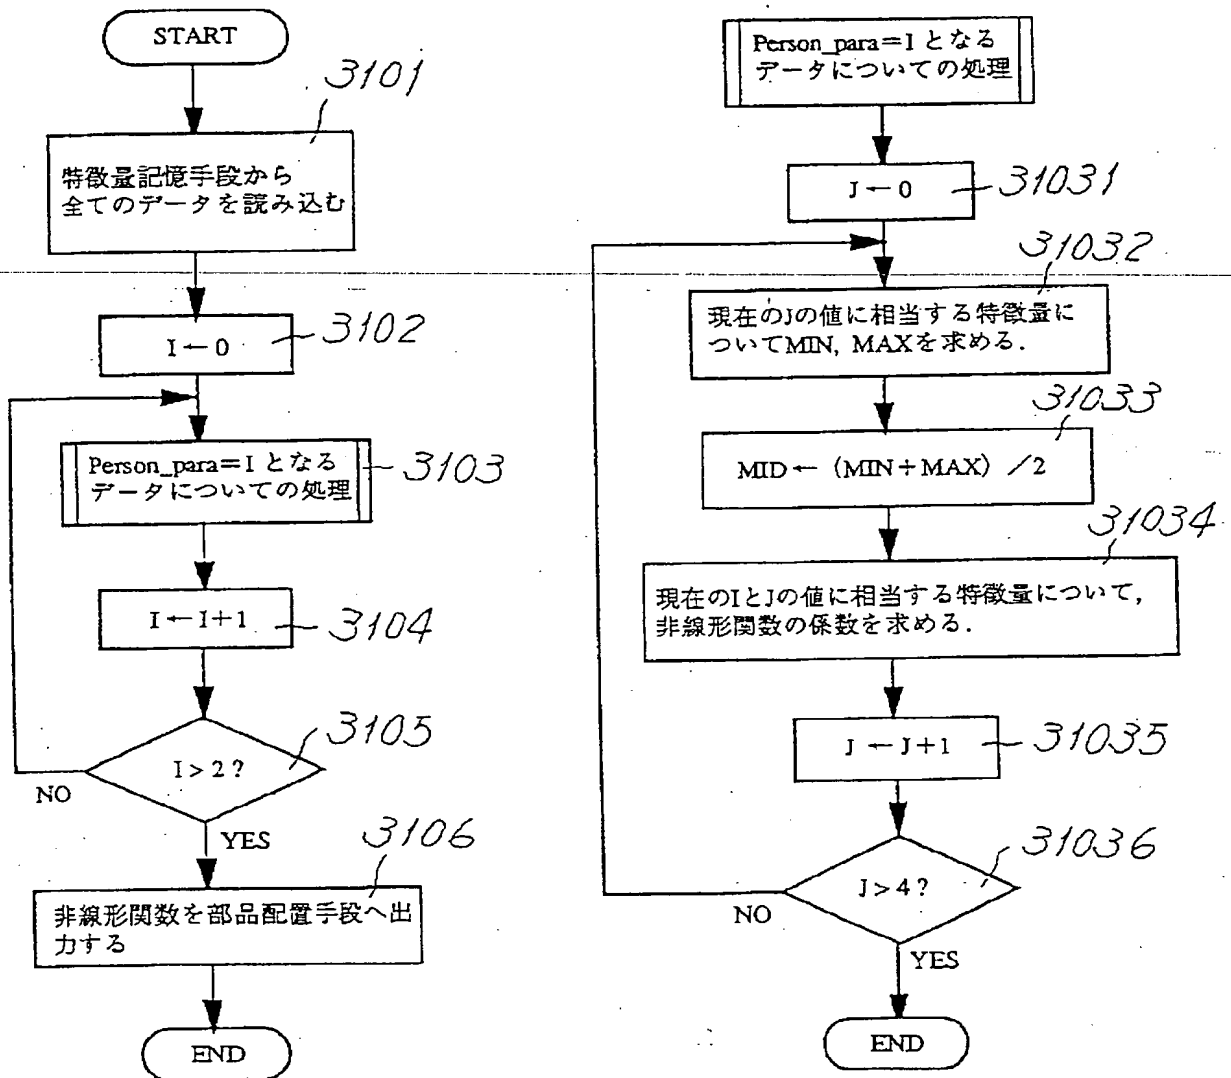 START
3101
特徴量記憶手段から
全てのデータを読み込む
I←0
3102
Person_para=I となる
データについての処理
3103
I←I+1
3104
I>2?
3105
NO
YES
3106
非線形関数を部品配置手段へ出
力する
END
Person_para=I となる
データについての処理
J←0
31031
31032
現在のJの値に相当する特徴量に
ついてMIN, MAXを求める.
31033
MID←(MIN+MAX)/2
31034
現在のIとJの値に相当する特徴量について,
非線形関数の係数を求める.
J←J+1
31035
J>4?
31036
NO
YES
END